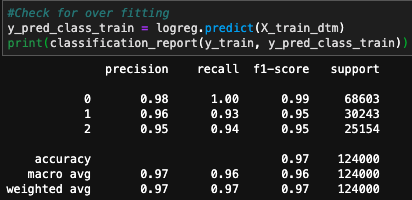 #Check for over fitting
y_pred_class_train = logreg.predict(X_train_dtm)
print(classification_report(y_train, y_pred_class_train))
precision recall f1-score support
0 0.98 1.00 0.99 68603
1 0.96 0.93 0.95 30243
2 0.95 0.94 0.95 25154
accuracy 0.97 124000
macro avg 0.97 0.96 0.96 124000
weighted avg 0.97 0.97 0.97 124000